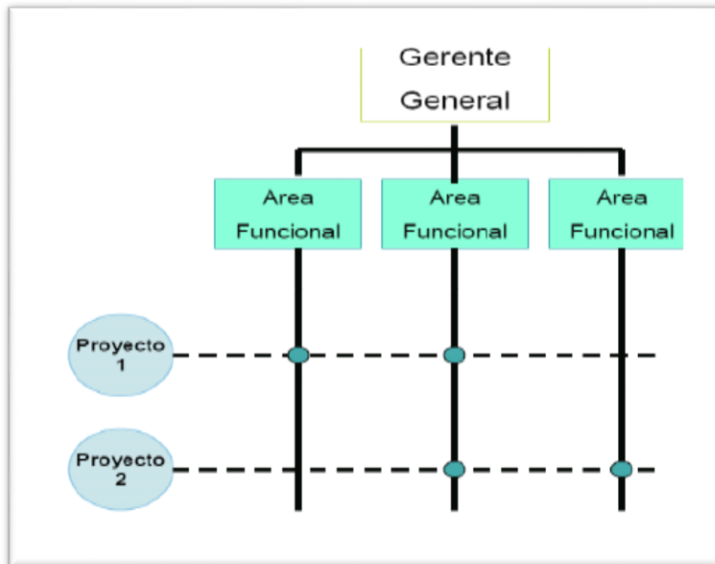 Gerente
General
Area
Funcional
Area
Funcional
Area
Funcional
Proyecto
1
Proyecto
2